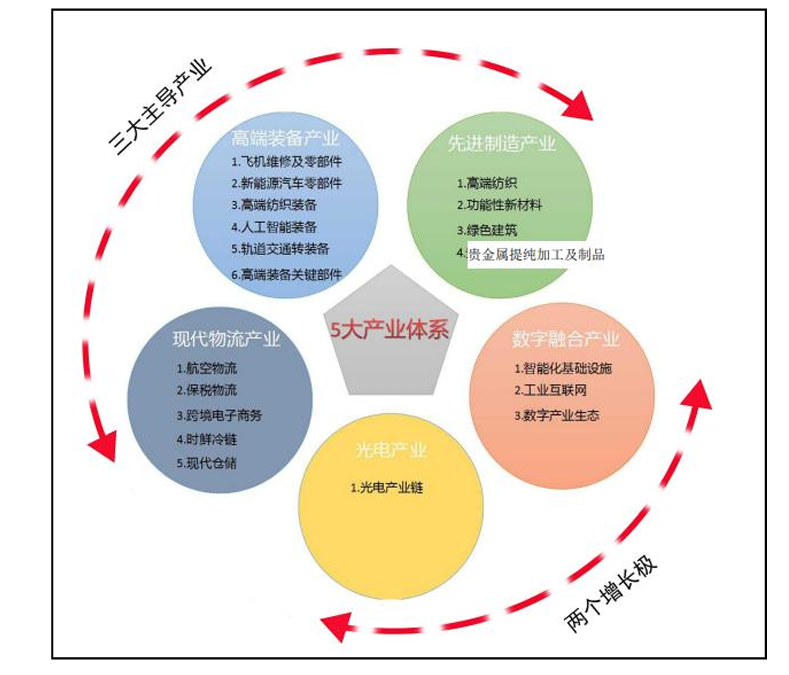 三大主导产业
高端装备产业
1.飞机维修及零部件
2.新能源汽车零部件
3.高端纺织装备
4.人工智能装备
5.轨道交通转装备
6.高端装备关键部件
先进制造产业
1.高端纺织
2.功能性新材料
3.绿色建筑
4.贵金属提纯加工及制品
5大产业体系
现代物流产业
1.航空物流
2.保税物流
3.跨境电子商务
4.时鲜冷链
5.现代仓储
数字融合产业
1.智能化基础设施
2.工业互联网
3.数字产业生态
光电产业
1.光电产业链
两个增长极